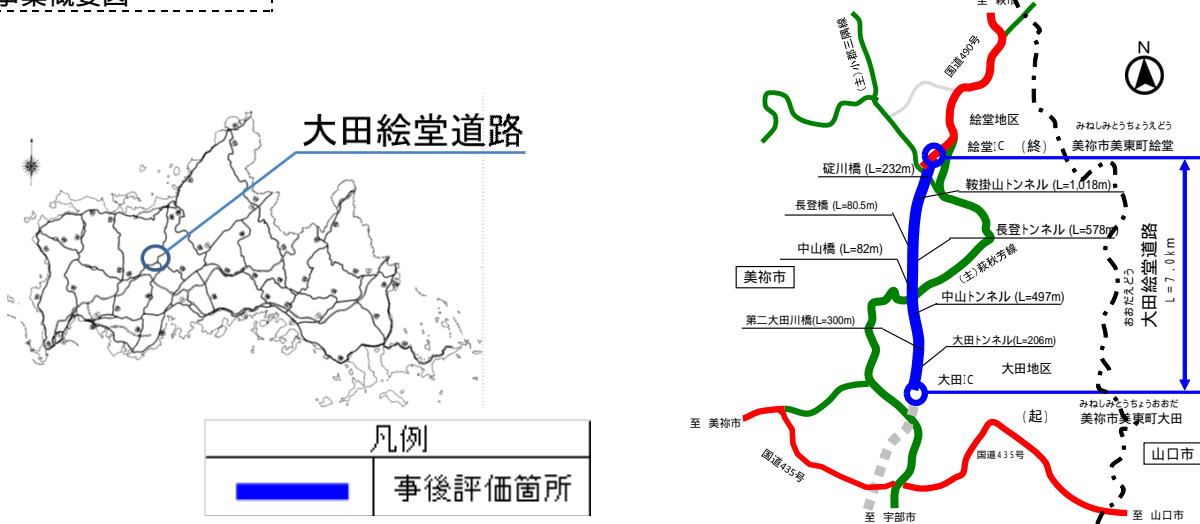 事業概要図
大田絵堂道路
凡例
事後評価箇所
至 萩市
(主)小郡三隅線
国道490号
N
絵堂地区
絵堂IC (終)
みねしみとうちょうえどう
美祢市美東町絵堂
碇川橋 (L=232m)
鞍掛山トンネル (L=1,018m)
長登橋 (L=80.5m)
長登トンネル (L=578m)
中山橋 (L=82m)
(主)萩秋芳線
美祢市
中山トンネル (L=497m)
第二大田川橋(L=300m)
大田トンネル(L=206m)
大田地区
大田IC
おおだえどう
大田絵堂道路
L=7.0km
(起)
みねしみとうちょうおおだ
美祢市美東町大田
至 美祢市
国道435号
国道435号
山口市
至 宇部市
至 山口市